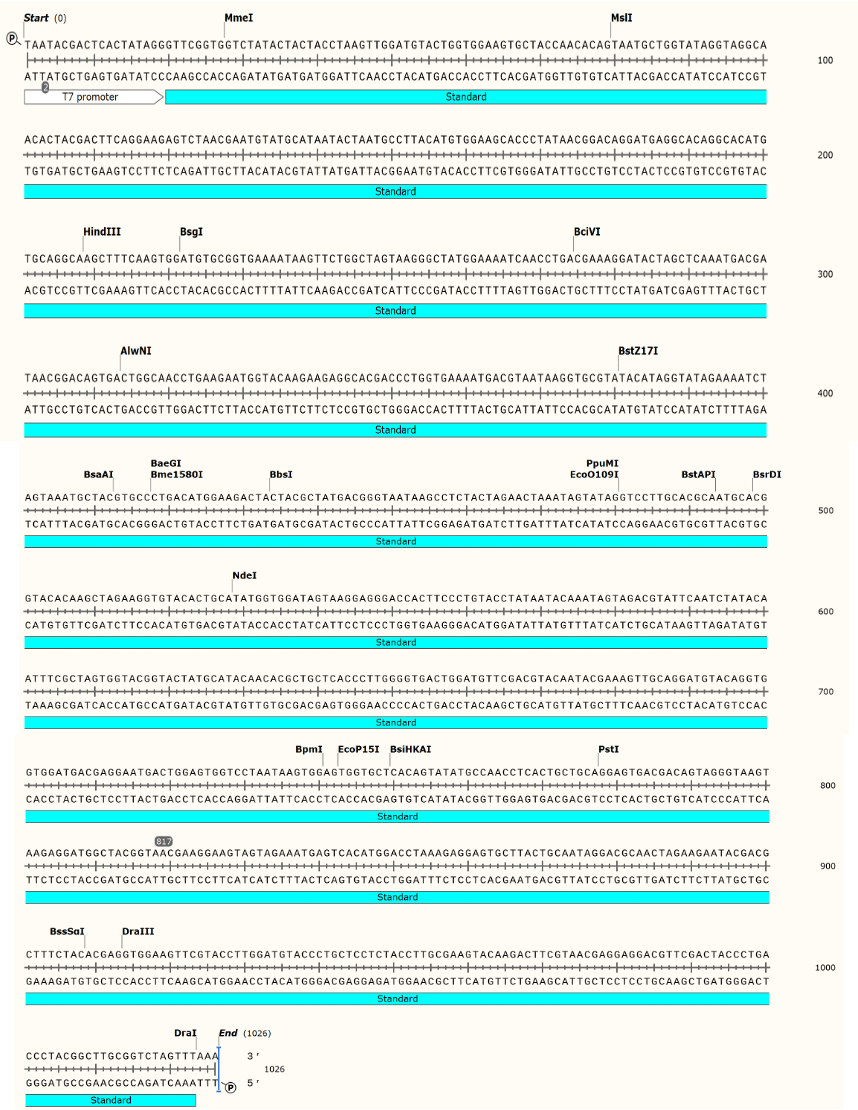 Start (0)
MmeI
MslI
P
TAATACGACTCACTATAGGGTTCGGTGGTCTATACTACTACCTAAGTTGGATGTACTGGTGGAAGTGCTACCAACACAGTAATGCTGGTATAGGTAGGCA
100
ATTATGCTGAGTGATATCCCAAGCCACCAGATATGATGATGGATTCAACCTACATGACCACCTTCACGATGGTTGTGTCATTACGACCATATCCATCCGT
2
T7 promoter
Standard
ACACTACGACTTCAGGAAGAGTCTAACGAATGTATGCATAATACTAATGCCTTACATGTGGAAGCACCCTATAACGGACAGGATGAGGCACAGGCACATG
200
TGTGATGCTGAAGTCCTTCTCAGATTGCTTACATACGTATTATGATTACGGAATGTACACCTTCGTGGGATATTGCCTGTCCTACTCCGTGTCCGTGTAC
Standard
HindIII
BsgI
BciVI
TGCAGGCAAGCTTTCAAGTGGATGTGCGGTGAAAATAAGTTCTGGCTAGTAAGGGCTATGGAAAATCAACCTGACGAAAGGATACTAGCTCAAATGACGA
300
ACGTCCGTTCGAAAGTTCACCTACACGCCACTTTTATTCAAGACCGATCATTCCCGATACCTTTTAGTTGGACTGCTTTCCTATGATCGAGTTTACTGCT
Standard
AlwNI
BstZ17I
TAACGGACAGTGACTGGCAACCTGAAGAATGGTACAAGAAGAGGCACGACCCTGGTGAAAATGACGTAATAAGGTGCGTATACATAGGTATAGAAAATCT
400
ATTGCCTGTCACTGACCGTTGGACTTCTTACCATGTTCTTCTCCGTGCTGGGACCACTTTTACTGCATTATTCCACGCATATGTATCCATATCTTTTAGA
Standard
BsaAI
BaeGI
Bme1580I
BbsI
PpuMI
EcoO109I
BstAPI
BsrDI
AGTAAATGCTACGTGCCCTGACATGGAAGACTACTACGCTATGACGGGTAATAAGCCTCTACTAGAACTAAATAGTATAGGTCCTTGCACGCAATGCACG
500
TCATTTACGATGCACGGGACTGTACCTTCTGATGATGCGATACTGCCCATTATTCGGAGATGATCTTGATTTATCATATCCAGGAACGTGCGTTACGTGC
Standard
NdeI
GTACACAAGCTAGAAGGTGTACACTGCATATGGTGGATAGTAAGGAGGGACCACTTCCCTGTACCTATAATACAAATAGTAGACGTATTCAATCTATACA
600
CATGTGTTCGATCTTCCACATGTGACGTATACCACCTATCATTCCTCCCTGGTGAAGGGACATGGATATTATGTTTATCATCTGCATAAGTTAGATATGT
Standard
ATTTCGCTAGTGGTACGGTACTATGCATACAACACGCTGCTCACCCTTGGGGTGACTGGATGTTCGACGTACAATACGAAAGTTGCAGGATGTACAGGTG
700
TAAAGCGATCACCATGCCATGATACGTATGTTGTGCGACGAGTGGGAACCCCACTGACCTACAAGCTGCATGTTATGCTTTCAACGTCCTACATGTCCAC
Standard
BpmI
EcoP15I
BsiHKAI
PstI
GTGGATGACGAGGAATGACTGGAGTGGTCCTAATAAGTGGAGTGGTGCTCACAGTATATGCCAACCTCACTGCTGCAGGAGTGACGACAGTAGGGTAAGT
800
CACCTACTGCTCCTTACTGACCTCACCAGGATTATTCACCTCACCACGAGTGTCATATACGGTTGGAGTGACGACGTCCTCACTGCTGTCATCCCATTCA
Standard
817
AAGAGGATGGCTACGGTAACGAAGGAAGTAGTAGAAATGAGTCACATGGACCTAAAGAGGAGTGCTTACTGCAATAGGACGCAACTAGAAGAATACGACG
900
TTCTCCTACCGATGCCATTGCTTCCTTCATCATCTTTACTCAGTGTACCTGGATTTCTCCTCACGAATGACGTTATCCTGCGTTGATCTTCTTATGCTGC
Standard
BssSαI
DraIII
CTTTCTACACGAGGTGGAAGTTCGTACCTTGGATGTACCCTGCTCCTCTACCTTGCGAAGTACAAGACTTCGTAACGAGGAGGACGTTCGACTACCCTGA
1000
GAAAGATGTGCTCCACCTTCAAGCATGGAACCTACATGGGACGAGGAGATGGAACGCTTCATGTTCTGAAGCATTGCTCCTCCTGCAAGCTGATGGGACT
Standard
DraI
End (1026)
CCCTACGGCTTGCGGTCTAGTTTAAA 3 ′
1026
GGGATGCCGAACGCCAGATCAAATTT P 5 ′
Standard